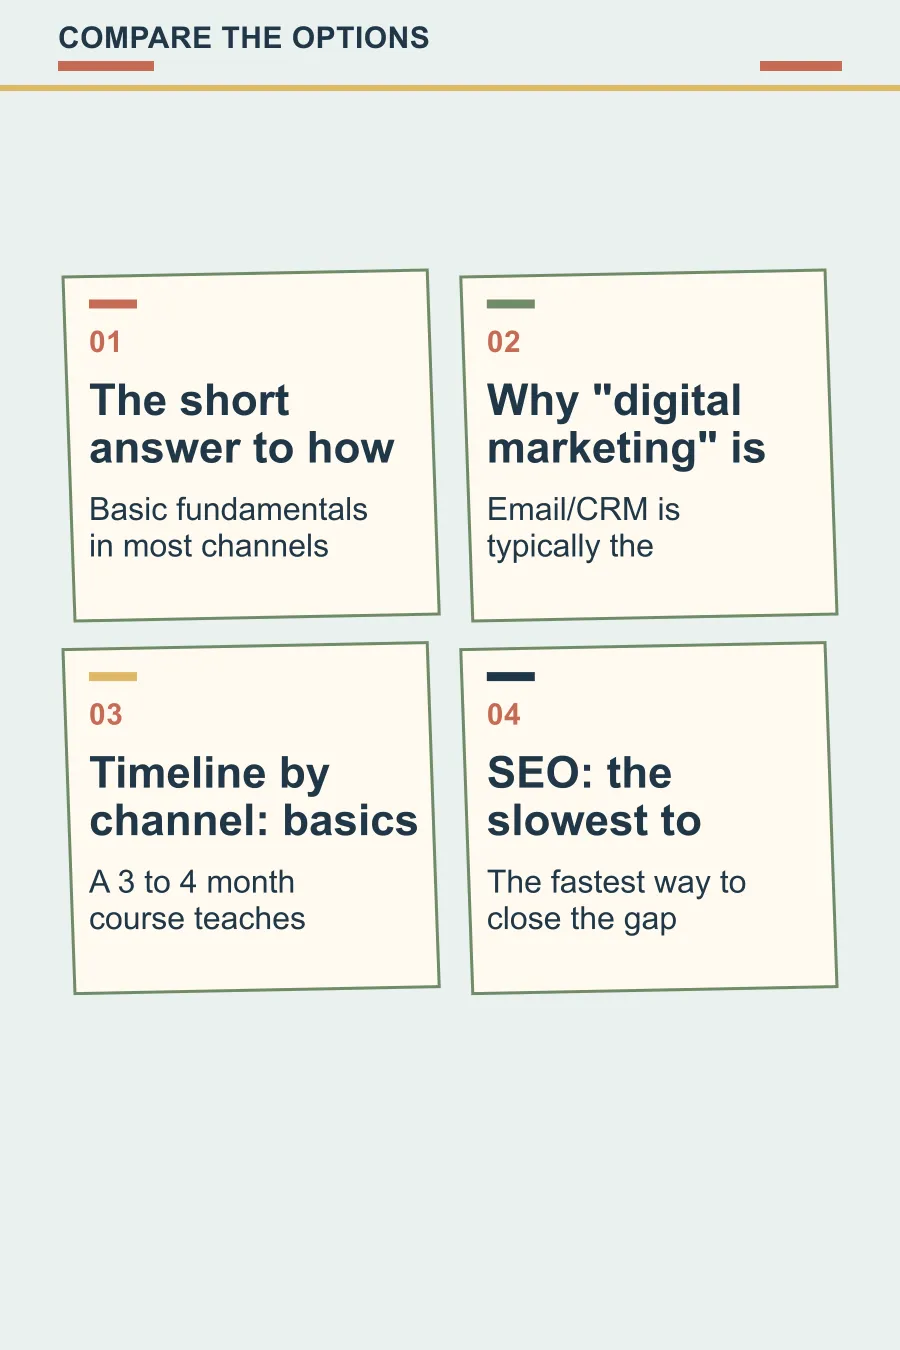 COMPARE THE OPTIONS
01
The short
answer to how
Basic fundamentals
in most channels
02
Why "digital
marketing" is
Email/CRM is
typically the
03
Timeline by
channel: basics
A 3 to 4 month
course teaches
04
SEO: the
slowest to
The fastest way to
close the gap